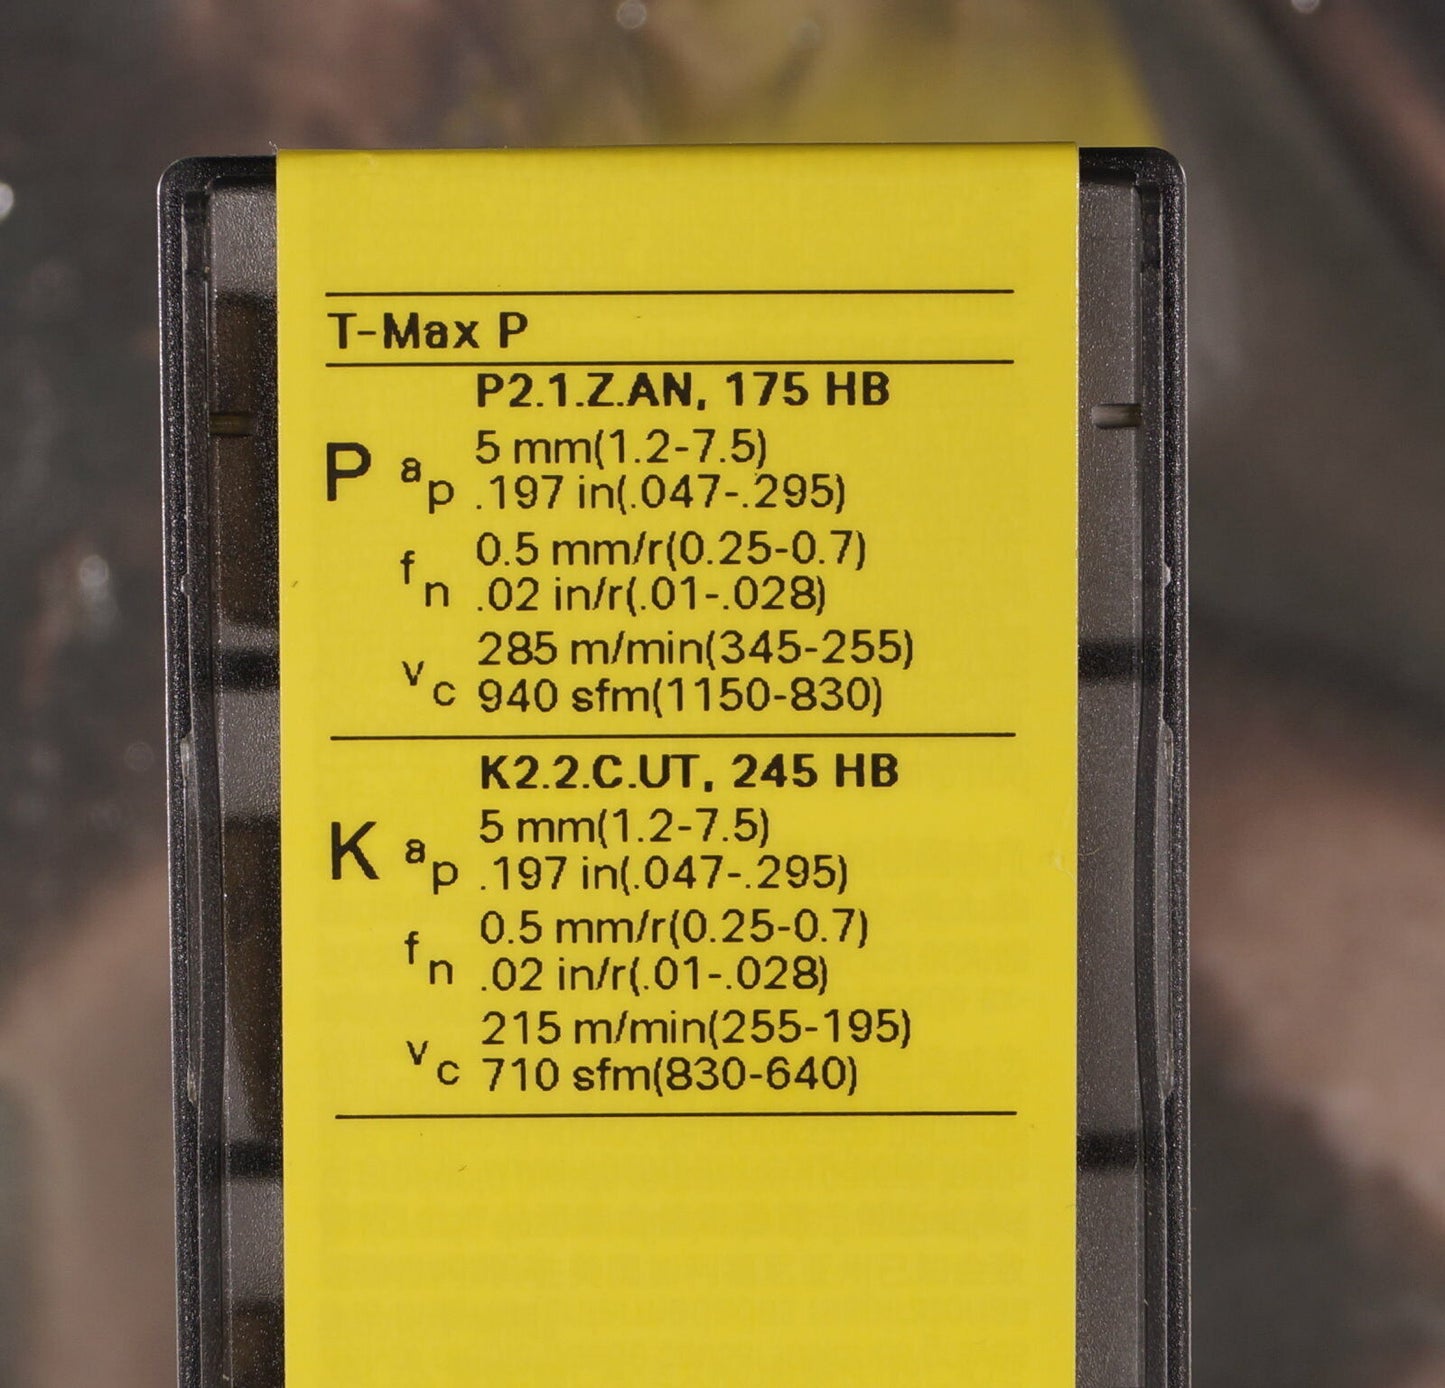 T-Max P
P2.1.Z.AN, 175 HB
P ap 5 mm(1.2-7.5)
.197 in(.047-.295)
fn 0.5 mm/r(0.25-0.7)
.02 in/r(.01-.028)
vc 285 m/min(345-255)
940 sfm(1150-830)
K2.2.C.UT, 245 HB
K ap 5 mm(1.2-7.5)
.197 in(.047-.295)
fn 0.5 mm/r(0.25-0.7)
.02 in/r(.01-.028)
vc 215 m/min(255-195)
710 sfm(830-640)